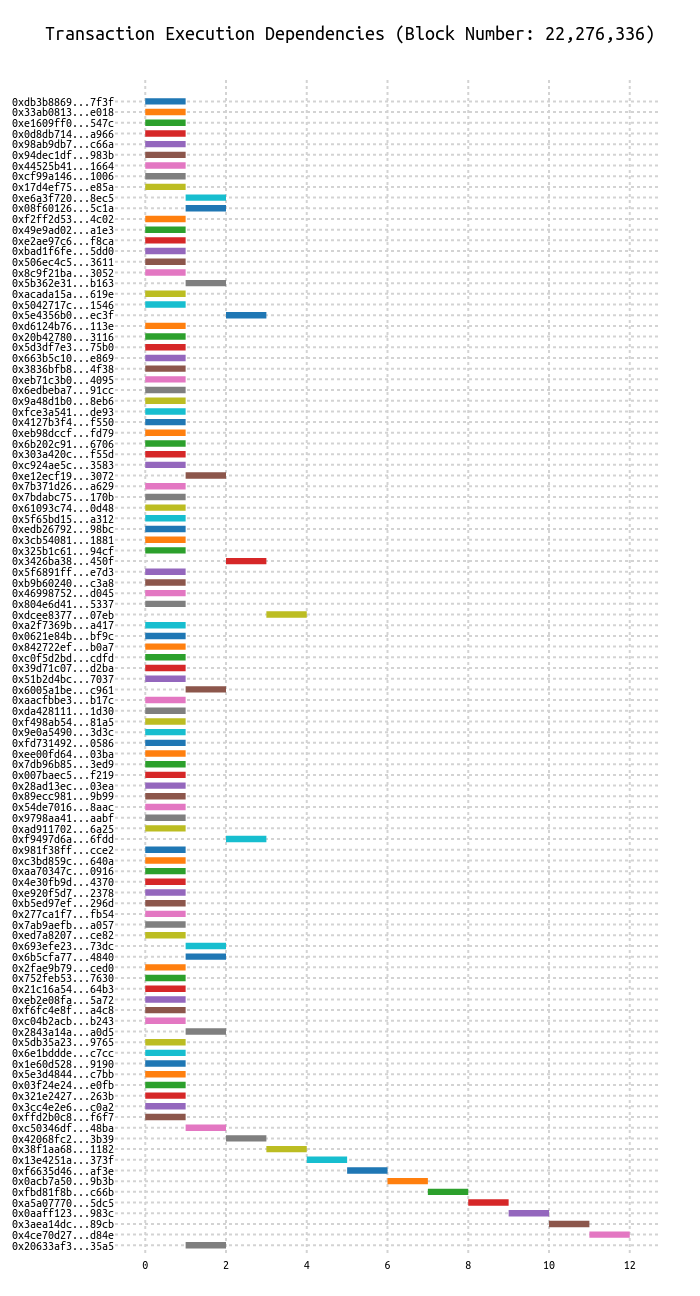 Transaction Execution Dependencies (Block Number: 22,276,336)
0xdb3b8869...7f3f
0x33ab0813...e018
0xe1609ff0...547c
0x0d8db714...a966
0x98ab9db7...c66a
0x94dec1df...983b
0x44525b41...1664
0xcf99a146...1006
0x17d4ef75...e85a
0xe6a3f720...8ec5
0x08f60126...5c1a
0xf2ff2d53...4c02
0x49e9ad02...a1e3
0xe2ae97c6...f8ca
0xbad1f6fe...5dd0
0x506ec4c5...3611
0x8c9f21ba...3052
0x5b362e31...b163
0xacada15a...619e
0x5042717c...1546
0x5e4356b0...ec3f
0xd6124b76...113e
0x20b42780...3116
0x5d3df7e3...75b0
0x663b5c10...e869
0x3836bfb8...4f38
0xeb71c3b0...4095
0x6edbeba7...91cc
0x9a48d1b0...8eb6
0xfce3a541...de93
0x4127b3f4...f550
0xeb98dccf...fd79
0x6b202c91...6706
0x303a420c...f55d
0xc924ae5c...3583
0xe12ecf19...3072
0x7b371d26...a629
0x7bdabc75...170b
0x61093c74...0d48
0x5f65bd15...a312
0xedb26792...98bc
0x3cb54081...1881
0x325b1c61...94cf
0x3426ba38...450f
0x5f6891ff...e7d3
0xb9b60240...c3a8
0x46998752...d045
0x804e6d41...5337
0xdcee8377...07eb
0xa2f7369b...a417
0x0621e84b...bf9c
0x842722ef...b0a7
0xc0f5d2bd...cdfd
0x39d71c07...d2ba
0x51b2d4bc...7037
0x6005a1be...c961
0xaacfbbe3...b17c
0xda428111...1d30
0xf498ab54...81a5
0x9e0a5490...3d3c
0xfd731492...0586
0xee00fd64...03ba
0x7db96b85...3ed9
0x007baec5...f219
0x28ad13ec...03ea
0x89ecc981...9b99
0x54de7016...8aac
0x9798aa41...aabf
0xad911702...6a25
0xf9497d6a...6fdd
0x981f38ff...cce2
0xc3bd859c...640a
0xaa70347c...0916
0x4e30fb9d...4370
0xe920f5d7...2378
0xb5ed97ef...296d
0x277ca1f7...fb54
0x7ab9aefb...a057
0xed7a8207...ce82
0x693efe23...73dc
0x6b5cfa77...4840
0x2fae9b79...ced0
0x752feb53...7630
0x21c16a54...64b3
0xeb2e08fa...5a72
0xf6fc4e8f...a4c8
0xc04b2acb...b243
0x2843a14a...a0d5
0x5db35a23...9765
0x6e1bddde...c7cc
0x1e60d528...9190
0x5e3d4844...c7bb
0x03f24e24...e0fb
0x321e2427...263b
0x3cc4e2e6...c0a2
0xffd2b0c8...f6f7
0xc50346df...48ba
0x42068fc2...3b39
0x38f1aa68...1182
0x13e4251a...373f
0xf6635d46...af3e
0x0acb7a50...9b3b
0xfbd81f8b...c66b
0xa5a07770...5dc5
0x0aaff123...983c
0x3aea14dc...89cb
0x4ce70d27...d84e
0x20633af3...35a5
0 2 4 6 8 10 12